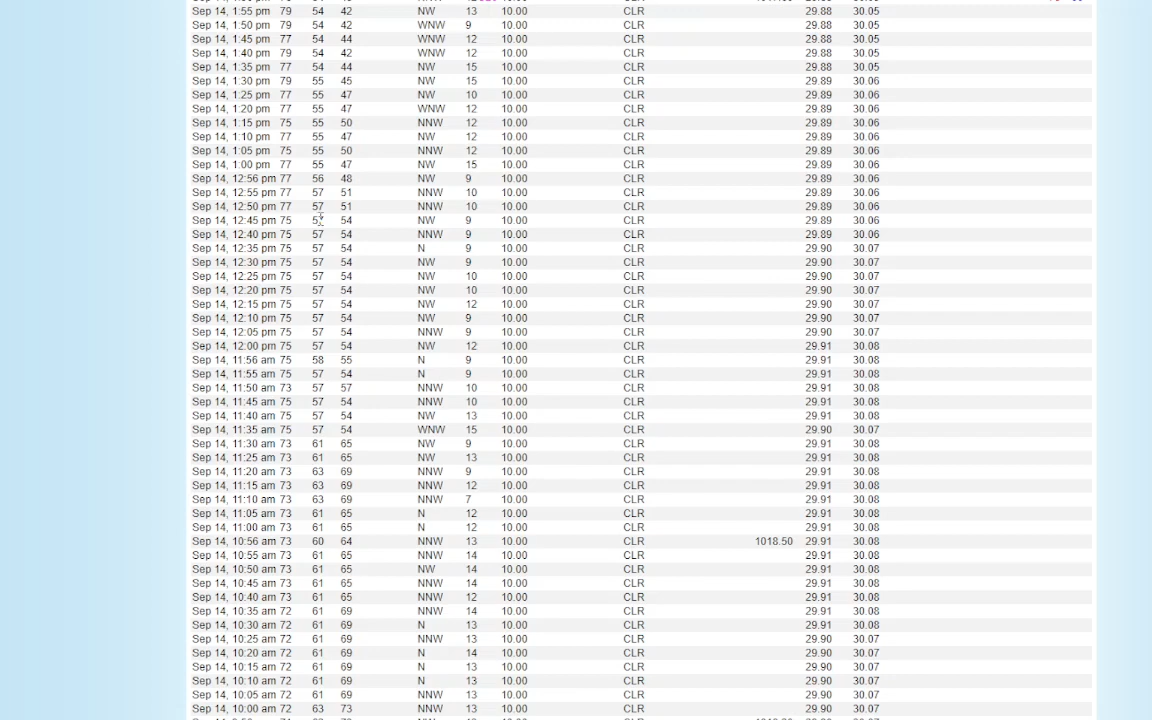 Sep 14, 1:55 pm 79 54 42 NW 13 10.00 CLR 29.88 30.05
Sep 14, 1:50 pm 79 54 42 WNW 9 10.00 CLR 29.88 30.05
Sep 14, 1:45 pm 77 54 44 WNW 12 10.00 CLR 29.88 30.05
Sep 14, 1:40 pm 79 54 42 WNW 12 10.00 CLR 29.88 30.05
Sep 14, 1:35 pm 77 54 44 NW 15 10.00 CLR 29.88 30.05
Sep 14, 1:30 pm 79 55 45 NW 15 10.00 CLR 29.89 30.06
Sep 14, 1:25 pm 77 55 47 NW 10 10.00 CLR 29.89 30.06
Sep 14, 1:20 pm 77 55 47 WNW 12 10.00 CLR 29.89 30.06
Sep 14, 1:15 pm 75 55 50 NNW 12 10.00 CLR 29.89 30.06
Sep 14, 1:10 pm 77 55 47 NW 12 10.00 CLR 29.89 30.06
Sep 14, 1:05 pm 75 55 50 NNW 12 10.00 CLR 29.89 30.06
Sep 14, 1:00 pm 77 55 47 NW 15 10.00 CLR 29.89 30.06
Sep 14, 12:56 pm 77 56 48 NW 9 10.00 CLR 29.89 30.06
Sep 14, 12:55 pm 77 57 51 NNW 10 10.00 CLR 29.89 30.06
Sep 14, 12:50 pm 77 57 51 NNW 10 10.00 CLR 29.89 30.06
Sep 14, 12:45 pm 75 54 NW 9 10.00 CLR 29.89 30.06
Sep 14, 12:40 pm 75 57 54 NNW 9 10.00 CLR 29.89 30.06
Sep 14, 12:35 pm 75 57 54 N 9 10.00 CLR 29.90 30.07
Sep 14, 12:30 pm 75 57 54 NW 9 10.00 CLR 29.90 30.07
Sep 14, 12:25 pm 75 57 54 NW 10 10.00 CLR 29.90 30.07
Sep 14, 12:20 pm 75 57 54 NW 10 10.00 CLR 29.90 30.07
Sep 14, 12:15 pm 75 57 54 NW 12 10.00 CLR 29.90 30.07
Sep 14, 12:10 pm 75 57 54 NW 9 10.00 CLR 29.90 30.07
Sep 14, 12:05 pm 75 57 54 NNW 9 10.00 CLR 29.90 30.07
Sep 14, 12:00 pm 75 57 54 NW 12 10.00 CLR 29.91 30.08
Sep 14, 11:56 am 75 58 55 N 9 10.00 CLR 29.91 30.08
Sep 14, 11:55 am 75 57 54 N 9 10.00 CLR 29.91 30.08
Sep 14, 11:50 am 73 57 57 NNW 10 10.00 CLR 29.91 30.08
Sep 14, 11:45 am 75 57 54 NNW 10 10.00 CLR 29.91 30.08
Sep 14, 11:40 am 75 57 54 NW 13 10.00 CLR 29.91 30.08
Sep 14, 11:35 am 75 57 54 WNW 15 10.00 CLR 29.90 30.07
Sep 14, 11:30 am 73 61 65 NW 9 10.00 CLR 29.91 30.08
Sep 14, 11:25 am 73 61 65 NW 13 10.00 CLR 29.91 30.08
Sep 14, 11:20 am 73 63 69 NNW 9 10.00 CLR 29.91 30.08
Sep 14, 11:15 am 73 63 69 NNW 12 10.00 CLR 29.91 30.08
Sep 14, 11:10 am 73 63 69 NNW 7 10.00 CLR 29.91 30.08
Sep 14, 11:05 am 73 61 65 N 12 10.00 CLR 29.91 30.08
Sep 14, 11:00 am 73 61 65 N 12 10.00 CLR 29.91 30.08
Sep 14, 10:56 am 73 60 64 NNW 13 10.00 CLR 1018.50 29.91 30.08
Sep 14, 10:55 am 73 61 65 NNW 14 10.00 CLR 29.91 30.08
Sep 14, 10:50 am 73 61 65 NW 14 10.00 CLR 29.91 30.08
Sep 14, 10:45 am 73 61 65 NNW 14 10.00 CLR 29.91 30.08
Sep 14, 10:40 am 73 61 65 NNW 12 10.00 CLR 29.91 30.08
Sep 14, 10:35 am 72 61 69 NNW 14 10.00 CLR 29.91 30.08
Sep 14, 10:30 am 72 61 69 N 13 10.00 CLR 29.91 30.08
Sep 14, 10:25 am 72 61 69 NNW 13 10.00 CLR 29.90 30.07
Sep 14, 10:20 am 72 61 69 N 14 10.00 CLR 29.90 30.07
Sep 14, 10:15 am 72 61 69 N 13 10.00 CLR 29.90 30.07
Sep 14, 10:10 am 72 61 69 N 13 10.00 CLR 29.90 30.07
Sep 14, 10:05 am 72 61 69 NNW 13 10.00 CLR 29.90 30.07
Sep 14, 10:00 am 72 63 73 NNW 13 10.00 CLR 29.90 30.07